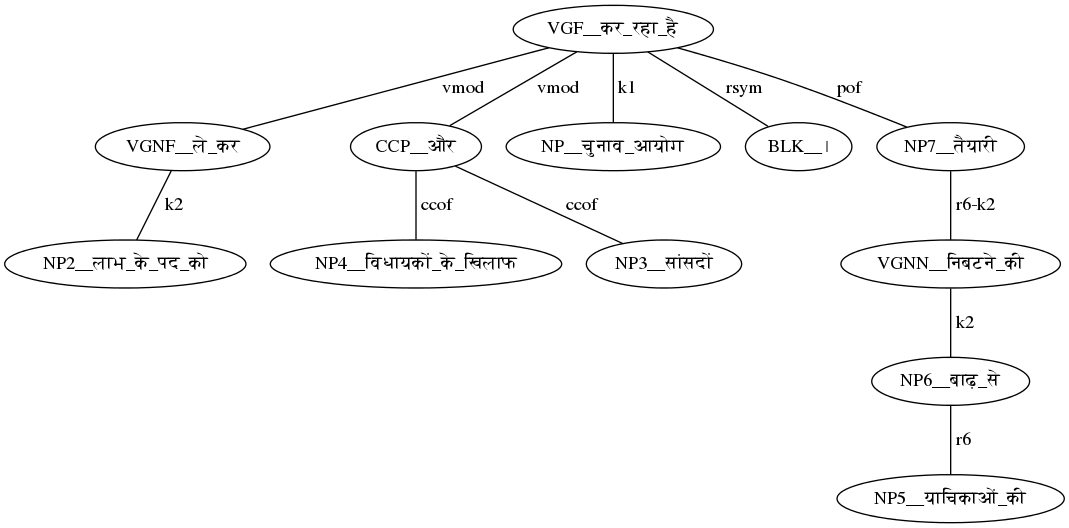 VGF__कर_रहा_है
vmod vmod k1 rsym pof
VGNF__ले_कर CCP__और NP__चुनाव_आयोग BLK__। NP7__तैयारी
k2 ccof ccof r6-k2
NP2__लाभ_के_पद_को NP4__विधायकों_के_खिलाफ NP3__सांसदों VGNN__निबटने_की
k2
NP6__बाढ़_से
r6
NP5__याचिकाओं_की